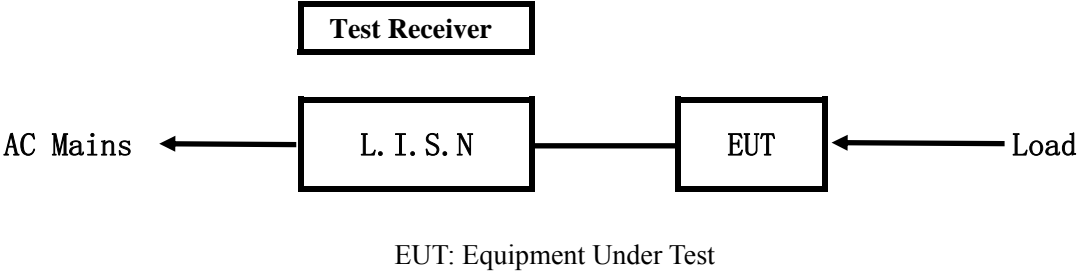 Test Receiver
AC Mains L.I.S.N EUT Load
EUT: Equipment Under Test